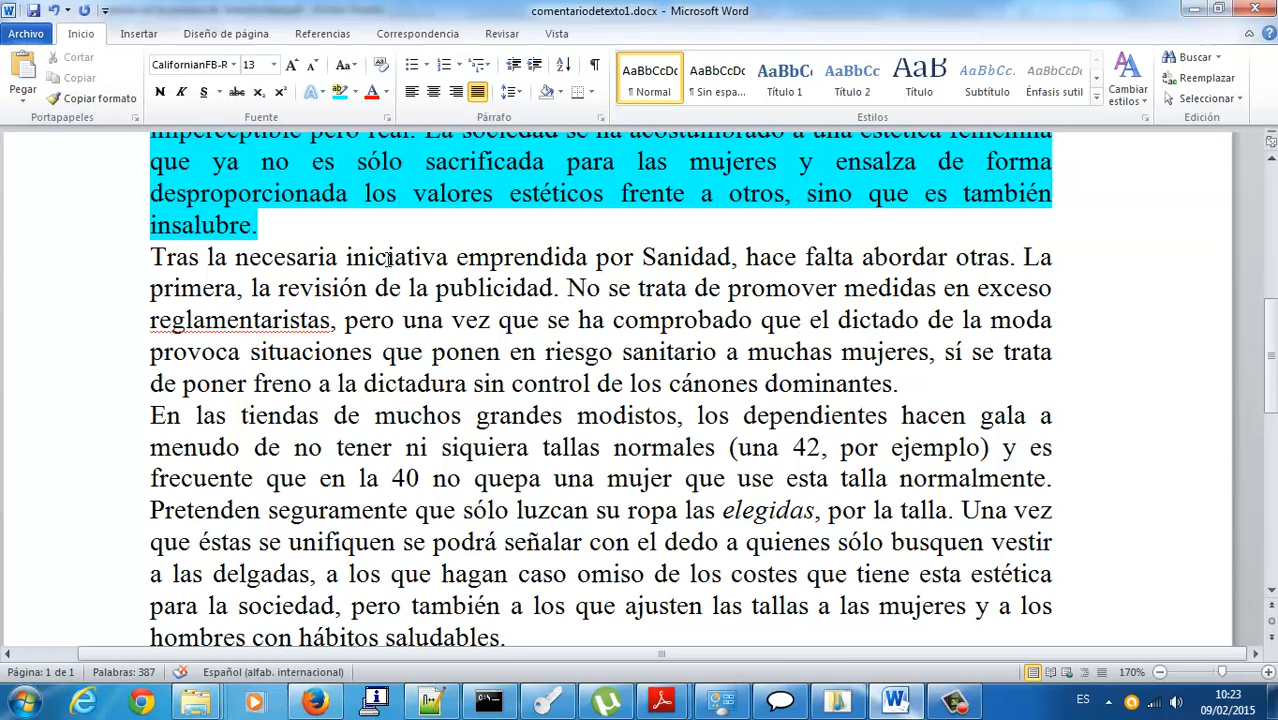 comentariodetexto1.docx - Microsoft Word
Archivo Inicio Insertar Diseño de página Referencias Correspondencia Revisar Vista
Pegar
Cortar
Copiar
Copiar formato
Portapapeles
CalifornianFB-R 13
Fuente
Párrafo
AaBbCcDc AaBbCcDc AaBbC AaBbCc AaB AaBbCc. AaBbCcDc
¶ Normal ¶ Sin espa... Título 1 Título 2 Título Subtítulo Énfasis sutil
Estilos
Cambiar estilos
Buscar
Reemplazar
Seleccionar
Edición
imperceptible pero real. La sociedad se ha acostumbrado a una estética femenina
que ya no es sólo sacrificada para las mujeres y ensalza de forma
desproporcionada los valores estéticos frente a otros, sino que es también
insalubre.
Tras la necesaria iniciativa emprendida por Sanidad, hace falta abordar otras. La
primera, la revisión de la publicidad. No se trata de promover medidas en exceso
reglamentaristas, pero una vez que se ha comprobado que el dictado de la moda
provoca situaciones que ponen en riesgo sanitario a muchas mujeres, sí se trata
de poner freno a la dictadura sin control de los cánones dominantes.
En las tiendas de muchos grandes modistos, los dependientes hacen gala a
menudo de no tener ni siquiera tallas normales (una 42, por ejemplo) y es
frecuente que en la 40 no quepa una mujer que use esta talla normalmente.
Pretenden seguramente que sólo luzcan su ropa las elegidas, por la talla. Una vez
que éstas se unifiquen se podrá señalar con el dedo a quienes sólo busquen vestir
a las delgadas, a los que hagan caso omiso de los costes que tiene esta estética
para la sociedad, pero también a los que ajusten las tallas a las mujeres y a los
hombres con hábitos saludables.
Página: 1 de 1 Palabras: 387 Español (alfab. internacional) 170%
ES 10:23
09/02/2015